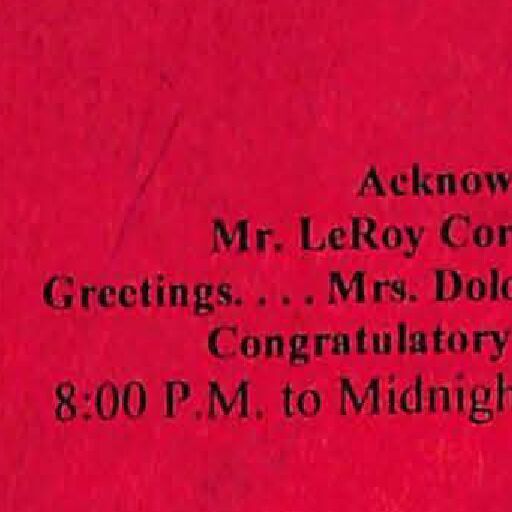 Acknow
Mr. LeRoy Cor
Greetings. . . . Mrs. Dolo
Congratulatory
8:00 P.M. to Midnigh